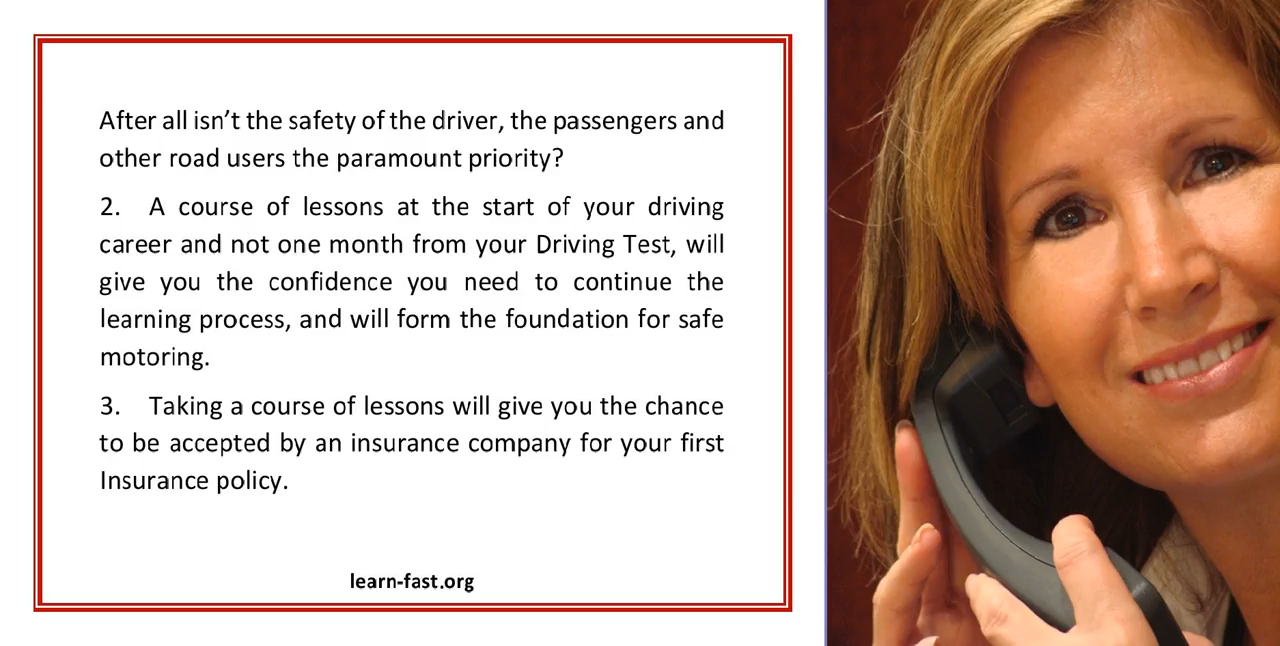 After all isn’t the safety of the driver, the passengers and
other road users the paramount priority?
2. A course of lessons at the start of your driving
career and not one month from your Driving Test, will
give you the confidence you need to continue the
learning process, and will form the foundation for safe
motoring.
3. Taking a course of lessons will give you the chance
to be accepted by an insurance company for your first
Insurance policy.
learn-fast.org